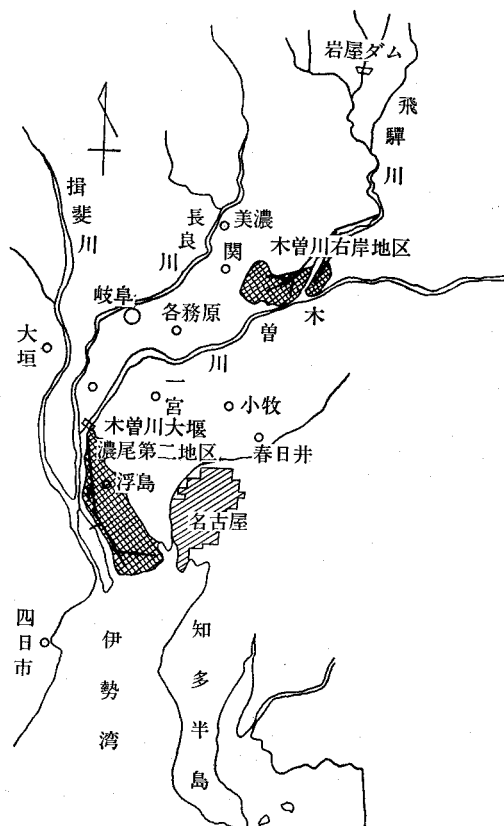 岩屋ダム
飛驒川
揖斐川
長良川
美濃
関
木曽川右岸地区
岐阜
各務原
木曽川
大垣
一宮
小牧
木曽川大堰
濃尾第二地区
春日井
浮島
名古屋
四日市
伊勢湾
知多半島